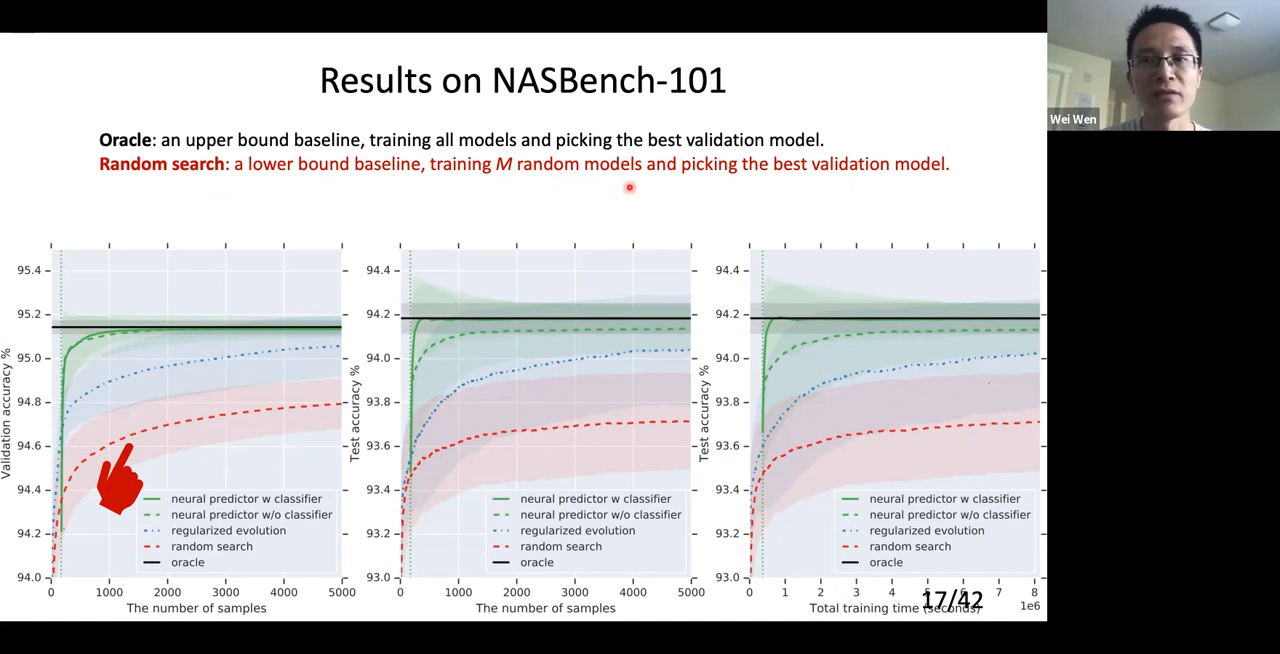 Results on NASBench-101
Wei Wen
Oracle: an upper bound baseline, training all models and picking the best validation model.
Random search: a lower bound baseline, training M random models and picking the best validation model.
Validation accuracy %
95.4
95.2
95.0
94.8
94.6
94.4
94.2
94.0
neural predictor w classifier
neural predictor w/o classifier
regularized evolution
random search
oracle
0 1000 2000 3000 4000 5000
The number of samples
Test accuracy %
94.4
94.2
94.0
93.8
93.6
93.4
93.2
93.0
neural predictor w classifier
neural predictor w/o classifier
regularized evolution
random search
oracle
0 1000 2000 3000 4000 5000
The number of samples
Test accuracy %
94.4
94.2
94.0
93.8
93.6
93.4
93.2
93.0
neural predictor w classifier
neural predictor w/o classifier
regularized evolution
random search
oracle
0 1 2 3 4 5 6 7 8
1e6
Total training time (seconds)
17/42